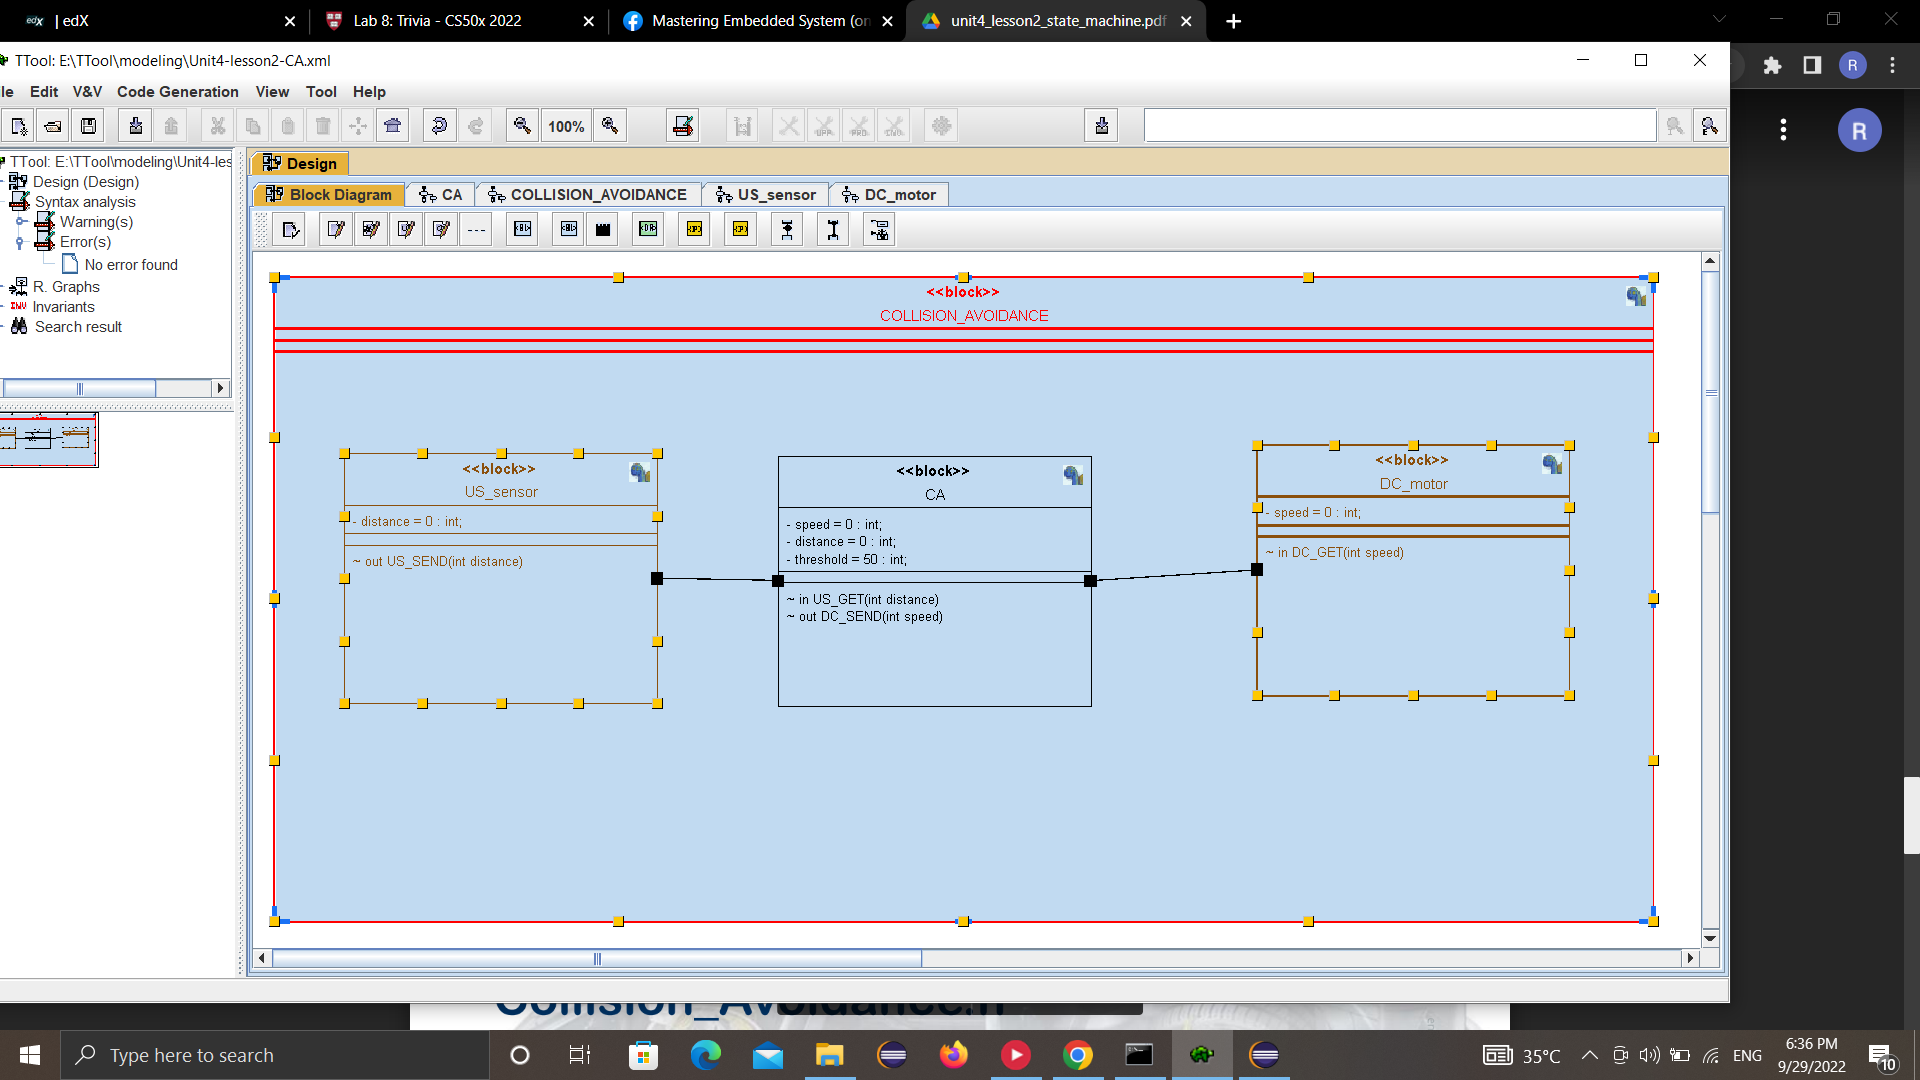 | edX
Lab 8: Trivia - CS50x 2022
Mastering Embedded System (on
unit4_lesson2_state_machine.pdf
TTool: E:\TTool\modeling\Unit4-lesson2-CA.xml
le Edit V&V Code Generation View Tool Help
100%
TTool: E:\TTool\modeling\Unit4-les
Design (Design)
Syntax analysis
Warning(s)
Error(s)
No error found
R. Graphs
INV Invariants
Search result
Design
Block Diagram CA COLLISION_AVOIDANCE US_sensor DC_motor
<<block>>
COLLISION_AVOIDANCE
<<block>>
US_sensor
- distance = 0 : int;
~ out US_SEND(int distance)
<<block>>
CA
- speed = 0 : int;
- distance = 0 : int;
- threshold = 50 : int;
~ in US_GET(int distance)
~ out DC_SEND(int speed)
<<block>>
DC_motor
- speed = 0 : int;
~ in DC_GET(int speed)
R
R
Collision_Avoidance.h
Type here to search
35°C
ENG
6:36 PM
9/29/2022
10